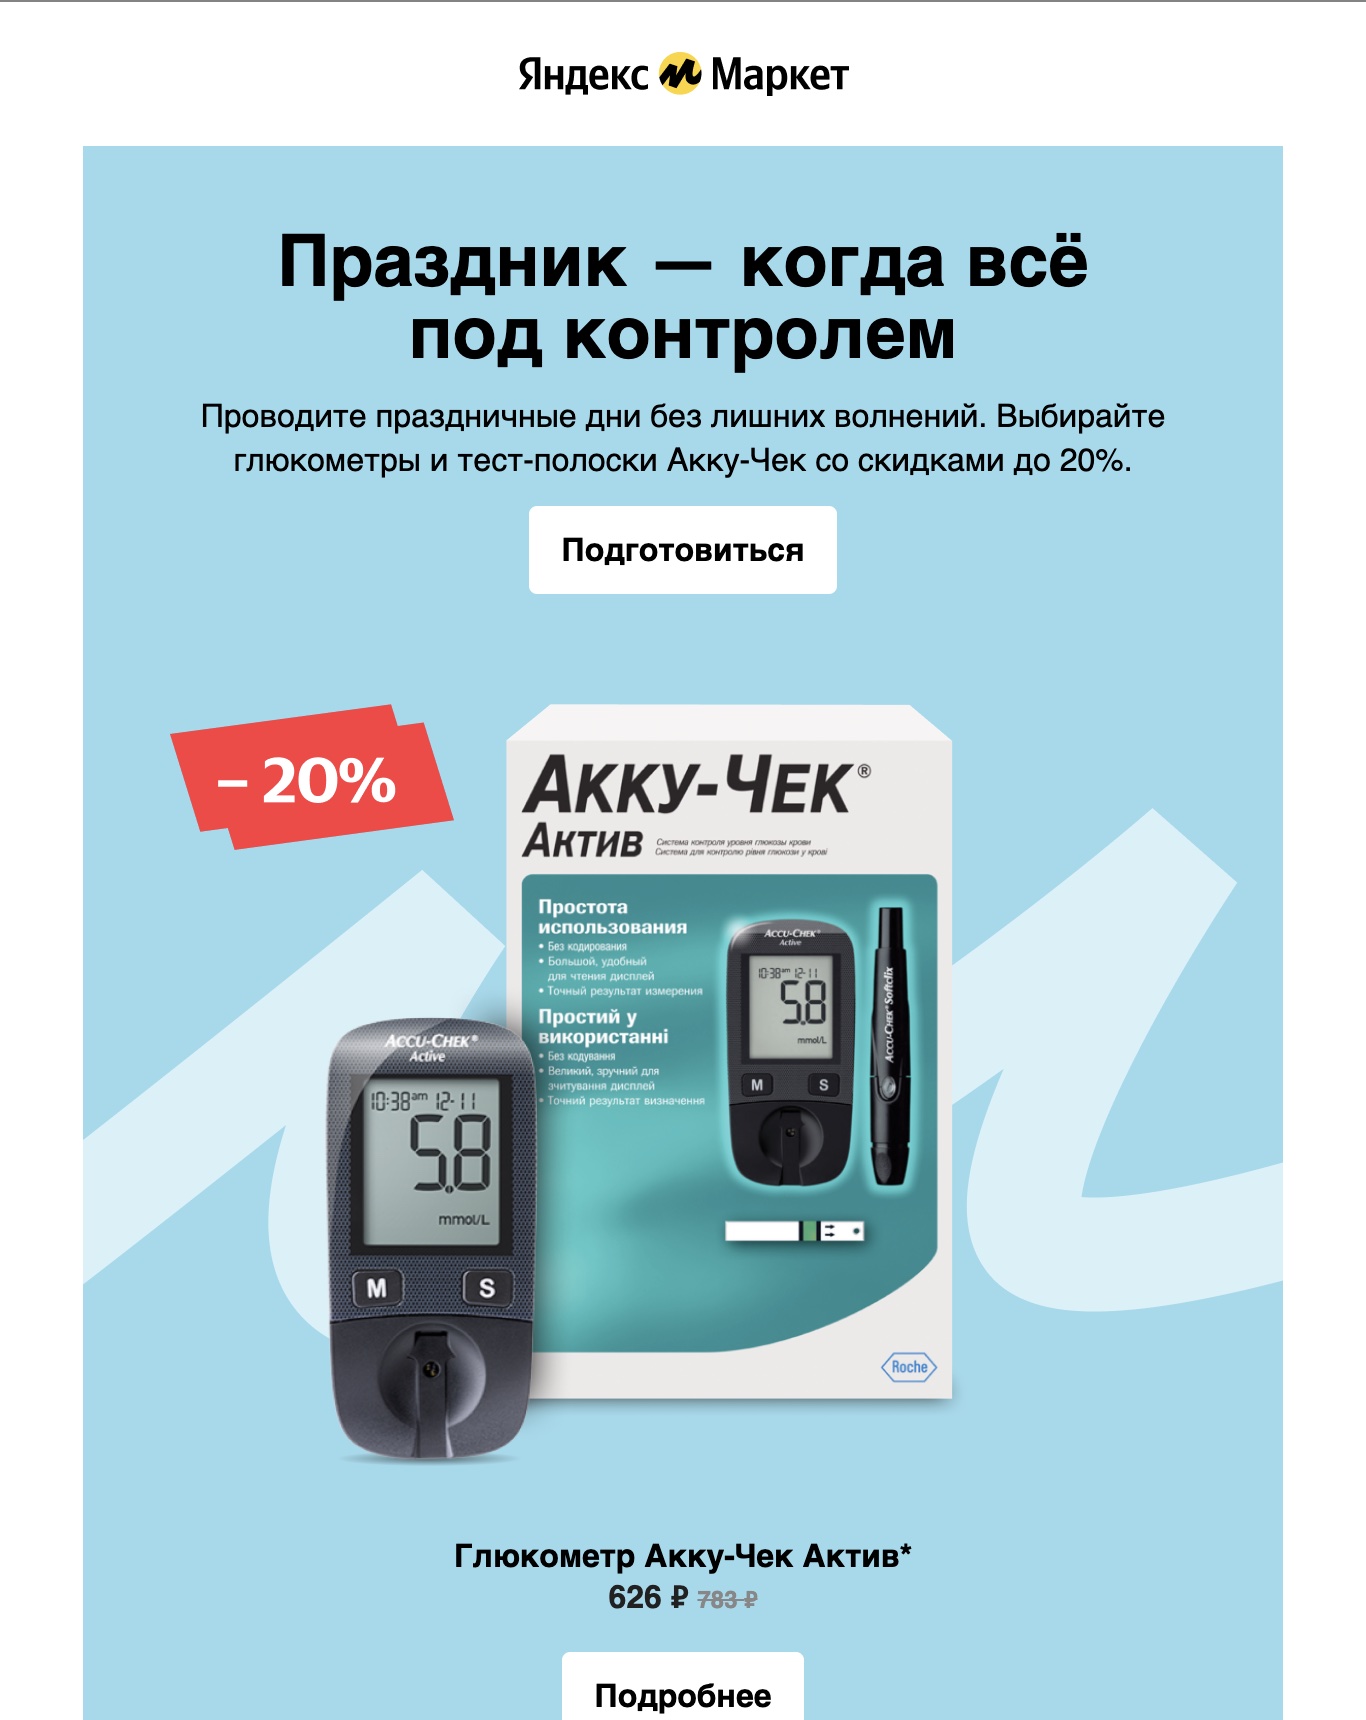 Яндекс Маркет
Праздник — когда всё
под контролем
Проводите праздничные дни без лишних волнений. Выбирайте
глюкометры и тест-полоски Акку-Чек со скидками до 20%.
Подготовиться
– 20%
АККУ-ЧЕК®
АКТИВ
Система контроля уровня глюкозы крови
Система для контролю рівня глюкози у крові
Простота
использования
• Без кодирования
• Большой, удобный
для чтения дисплей
• Точный результат измерения
Простий у
використанні
• Без кодування
• Великий, зручний для
зчитування дисплей
• Точний результат визначення
ACCU-CHEK®
Active
10:38am 12-11
5.8
mmol/L
M S
ACCU-CHEK® Softclix
ACCU-CHEK®
Active
10:38am 12-11
5.8
mmol/L
M S
Roche
Глюкометр Акку-Чек Актив*
626 ₽ 783 ₽
Подробнее